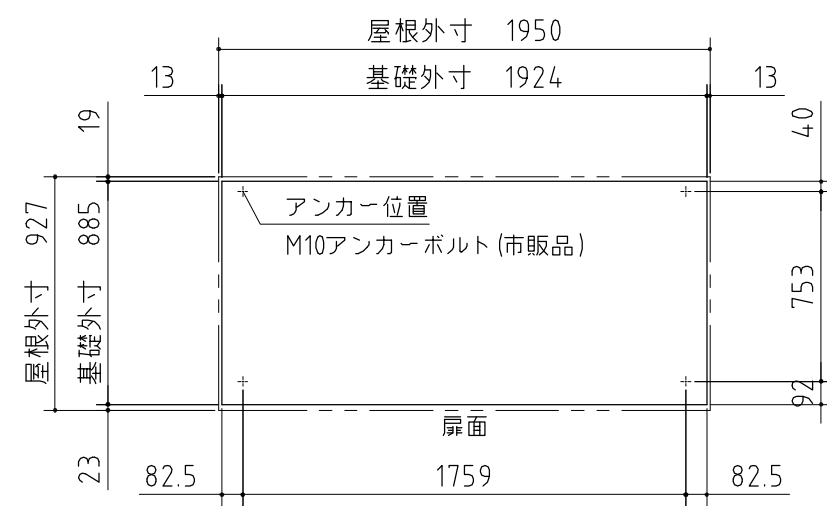 屋根外寸 1950
13 基礎外寸 1924 13
19
40
屋根外寸 927
基礎外寸 885
アンカー位置
M10アンカーボルト(市販品)
753
92
扉面
23
82.5 1759 82.5